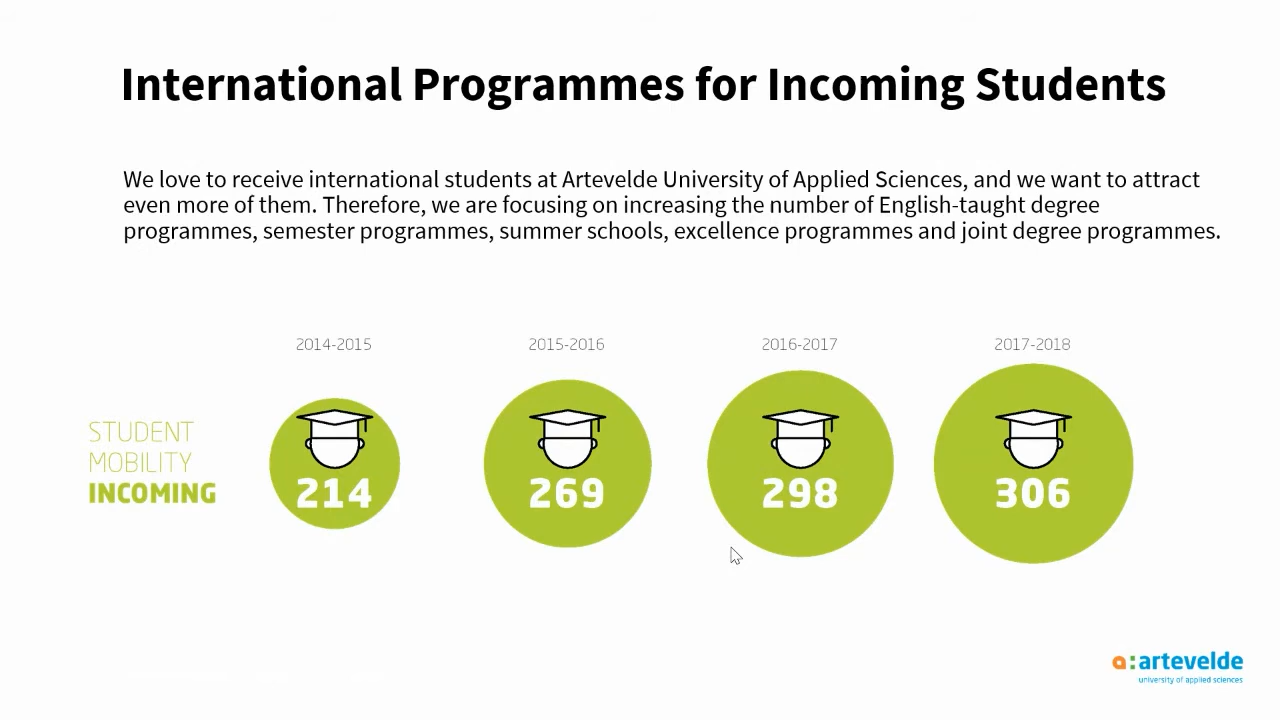 International Programmes for Incoming Students
We love to receive international students at Artevelde University of Applied Sciences, and we want to attract
even more of them. Therefore, we are focusing on increasing the number of English-taught degree
programmes, semester programmes, summer schools, excellence programmes and joint degree programmes.
2014-2015 2015-2016 2016-2017 2017-2018
STUDENT
MOBILITY
INCOMING
214 269 298 306
a:artevelde
university of applied sciences